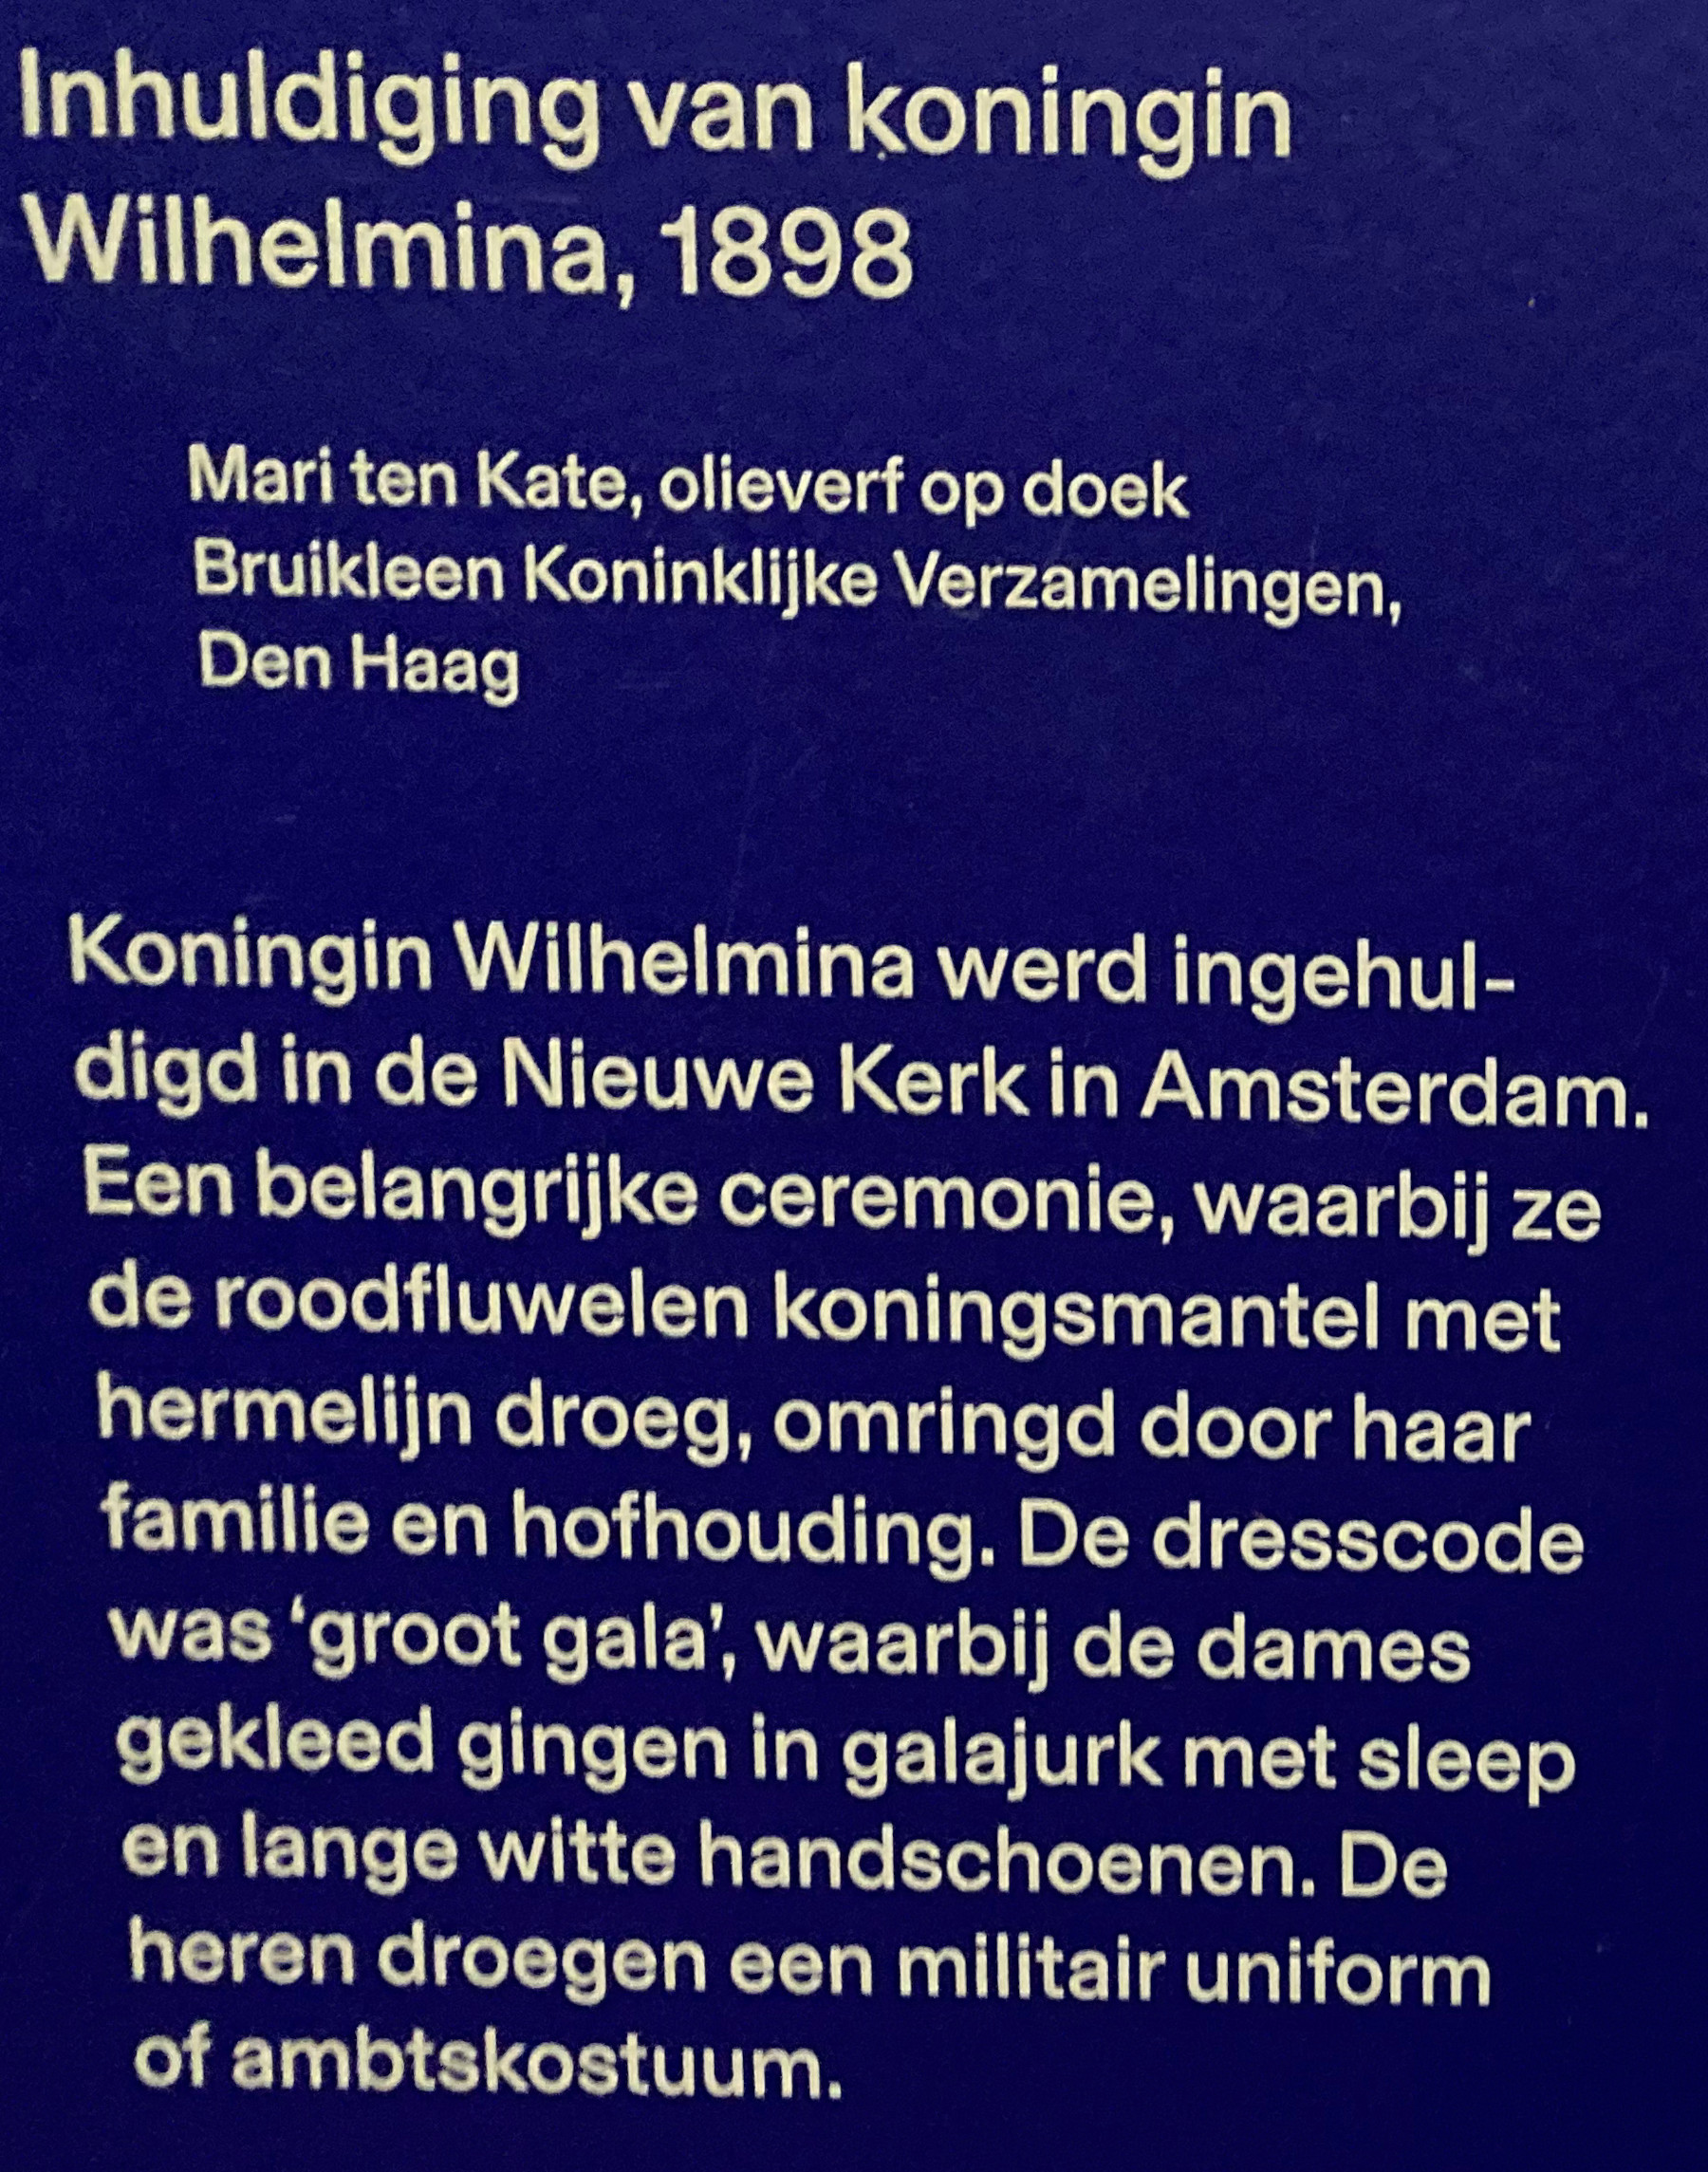 Inhuldiging van koningin
Wilhelmina, 1898
Mari ten Kate, olieverf op doek
Bruikleen Koninklijke Verzamelingen,
Den Haag
Koningin Wilhelmina werd ingehul-
digd in de Nieuwe Kerk in Amsterdam.
Een belangrijke ceremonie, waarbij ze
de roodfluwelen koningsmantel met
hermelijn droeg, omringd door haar
familie en hofhouding. De dresscode
was ‘groot gala’, waarbij de dames
gekleed gingen in galajurk met sleep
en lange witte handschoenen. De
heren droegen een militair uniform
of ambtskostuum.